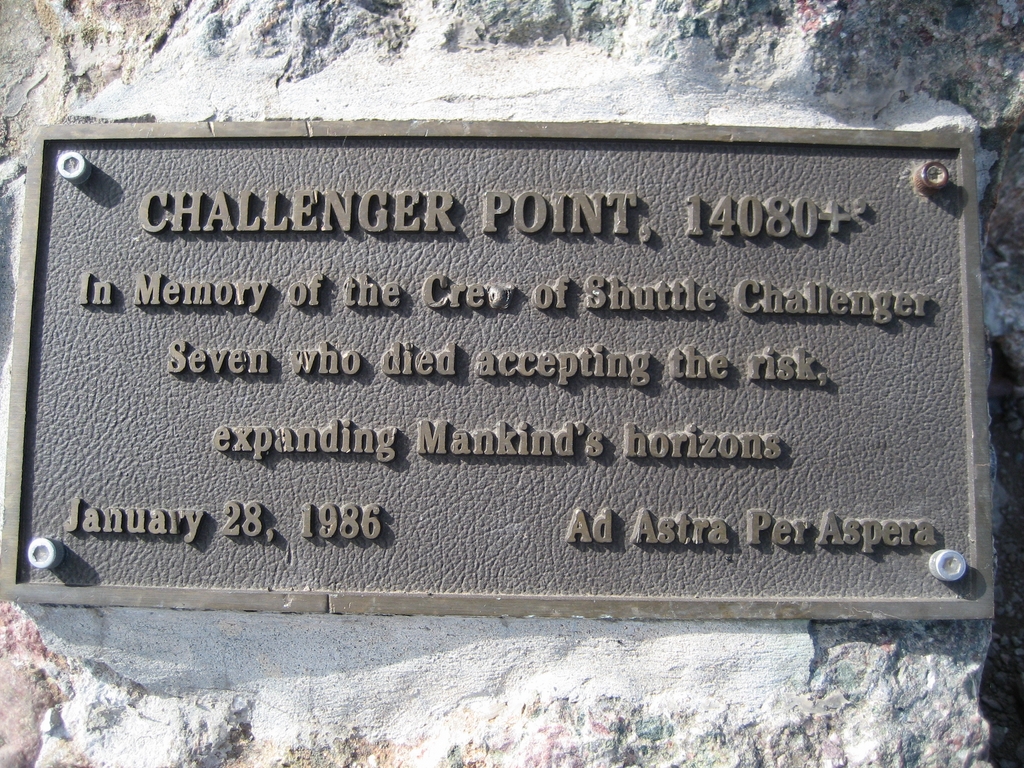 CHALLENGER POINT, 14080+'
In Memory of the Crew of Shuttle Challenger
Seven who died accepting the risk,
expanding Mankind's horizons
January 28, 1986 Ad Astra Per Aspera